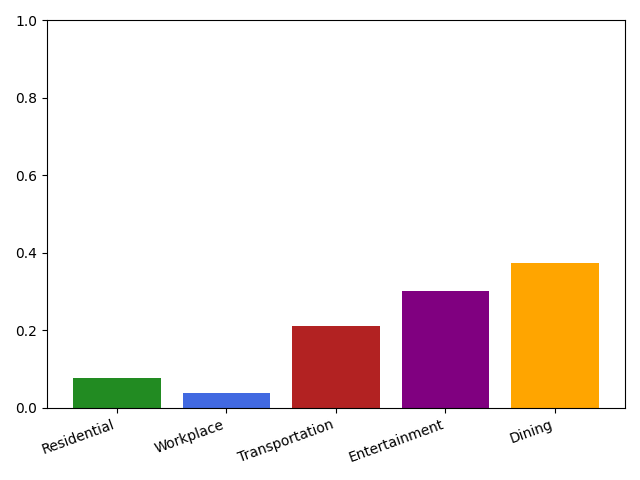 1.0
0.8
0.6
0.4
0.2
0.0
Residential
Workplace
Transportation
Entertainment
Dining